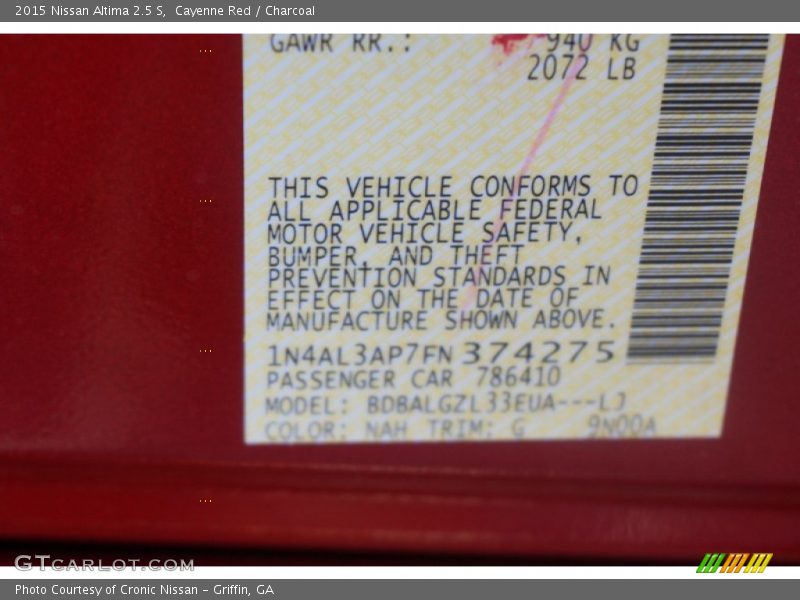 2015 Nissan Altima 2.5 S,  Cayenne Red / Charcoal
GAWR RR.:     940 KG
2072 LB
THIS VEHICLE CONFORMS TO
ALL APPLICABLE FEDERAL
MOTOR VEHICLE SAFETY,
BUMPER, AND THEFT
PREVENTION STANDARDS IN
EFFECT ON THE DATE OF
MANUFACTURE SHOWN ABOVE.
1N4AL3AP7FN 374275
PASSENGER CAR 786410
MODEL: BDBALGZL33EUA---LJ
COLOR: NAH TRIM: G     9N00A
GTcarlot.com
Photo Courtesy of Cronic Nissan – Griffin, GA